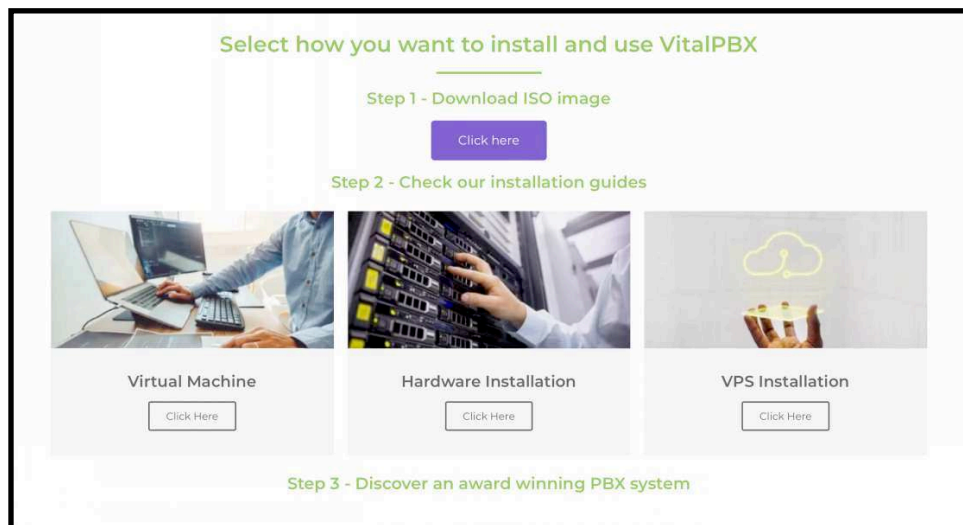 Select how you want to install and use VitalPBX
Step 1 - Download ISO image
Click here
Step 2 - Check our installation guides
Virtual Machine
Hardware Installation
VPS Installation
Click Here
Click Here
Click Here
Step 3 - Discover an award winning PBX system